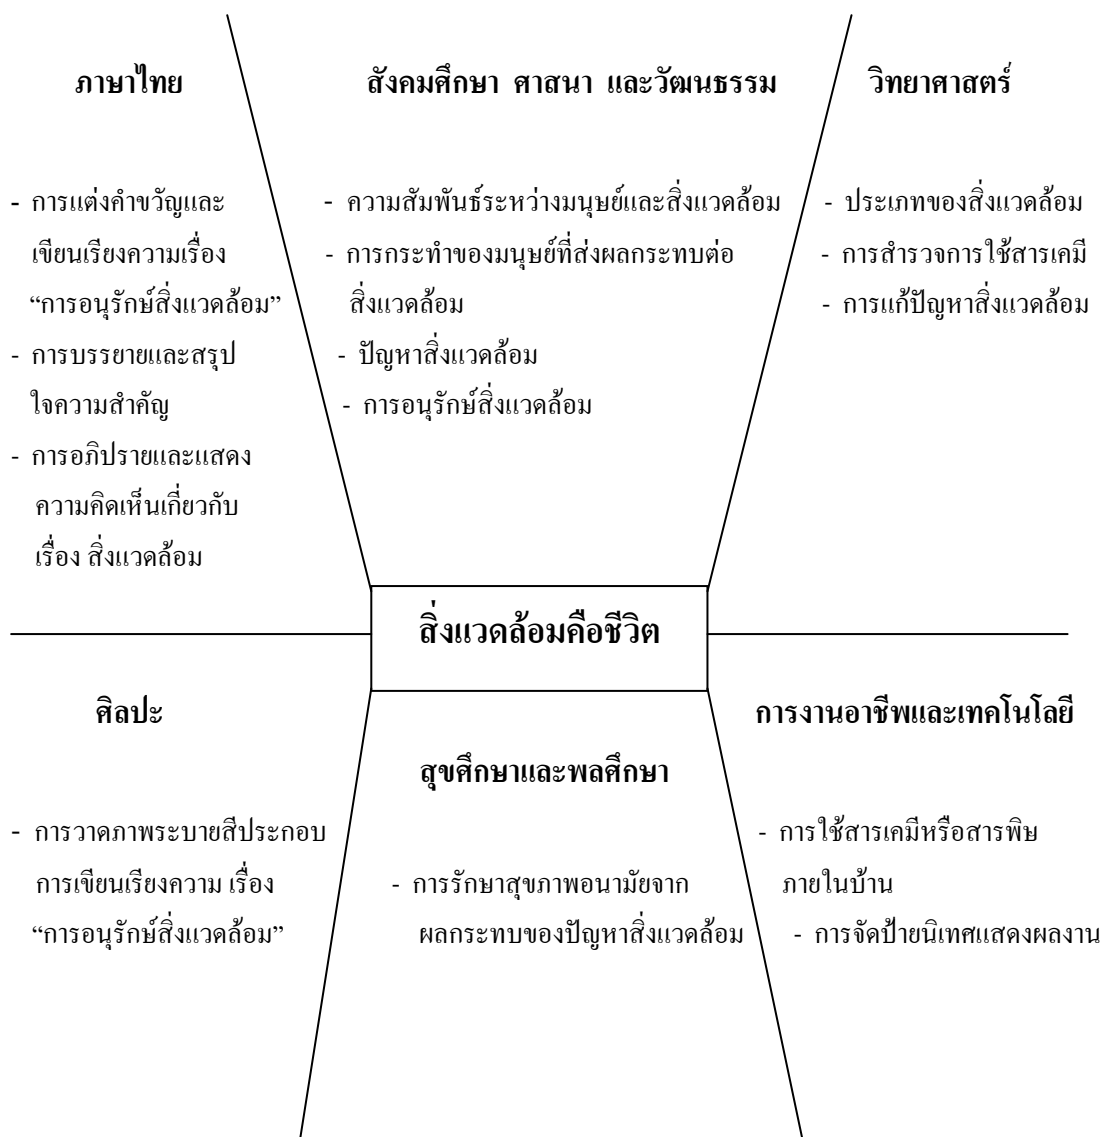 ภาษาไทย
- การแต่งคำขวัญและ
เขียนเรียงความเรื่อง
“การอนุรักษ์สิ่งแวดล้อม”
- การบรรยายและสรุป
ใจความสำคัญ
- การอภิปรายและแสดง
ความคิดเห็นเกี่ยวกับ
เรื่อง สิ่งแวดล้อม
สังคมศึกษา ศาสนา และวัฒนธรรม
- ความสัมพันธ์ระหว่างมนุษย์และสิ่งแวดล้อม
- การกระทำของมนุษย์ที่ส่งผลกระทบต่อ
สิ่งแวดล้อม
- ปัญหาสิ่งแวดล้อม
- การอนุรักษ์สิ่งแวดล้อม
วิทยาศาสตร์
- ประเภทของสิ่งแวดล้อม
- การสำรวจการใช้สารเคมี
- การแก้ปัญหาสิ่งแวดล้อม
สิ่งแวดล้อมคือชีวิต
ศิลปะ
- การวาดภาพระบายสีประกอบ
การเขียนเรียงความ เรื่อง
“การอนุรักษ์สิ่งแวดล้อม”
สุขศึกษาและพลศึกษา
- การรักษาสุขภาพอนามัยจาก
ผลกระทบของปัญหาสิ่งแวดล้อม
การงานอาชีพและเทคโนโลยี
- การใช้สารเคมีหรือสารพิษ
ภายในบ้าน
- การจัดป้ายนิเทศแสดงผลงาน